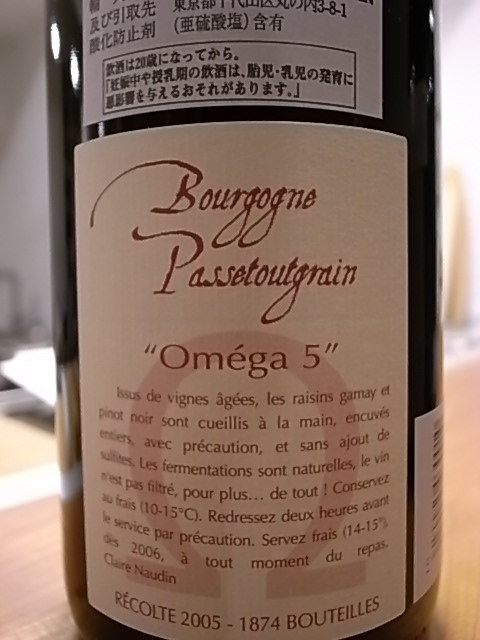 及び引取先 東京都千代田区丸の内3-8-1
酸化防止剤 (亜硫酸塩)含有
飲酒は20歳になってから。
「妊娠中や授乳期の飲酒は、胎児・乳児の発育に
悪影響を与えるおそれがあります。」
Bourgogne
Passetoutgrain
"Oméga 5"
Issus de vignes âgées, les raisins gamay et
pinot noir sont cueillis à la main, encuvés
entiers, avec précaution, et sans ajout de
sulfites. Les fermentations sont naturelles, le vin
n'est pas filtré, pour plus... de tout ! Conservez
au frais (10-15°C). Redressez deux heures avant
le service par précaution. Servez frais (14-15°),
dès 2006, à tout moment du repas.
Claire Naudin
RÉCOLTE 2005 - 1874 BOUTEILLES